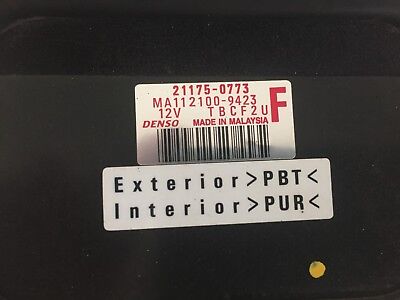 21175-0773
MA112100-9423
12V TBCF2U F
DENSO MADE IN MALAYSIA
Exterior>PBT<
Interior>PUR<